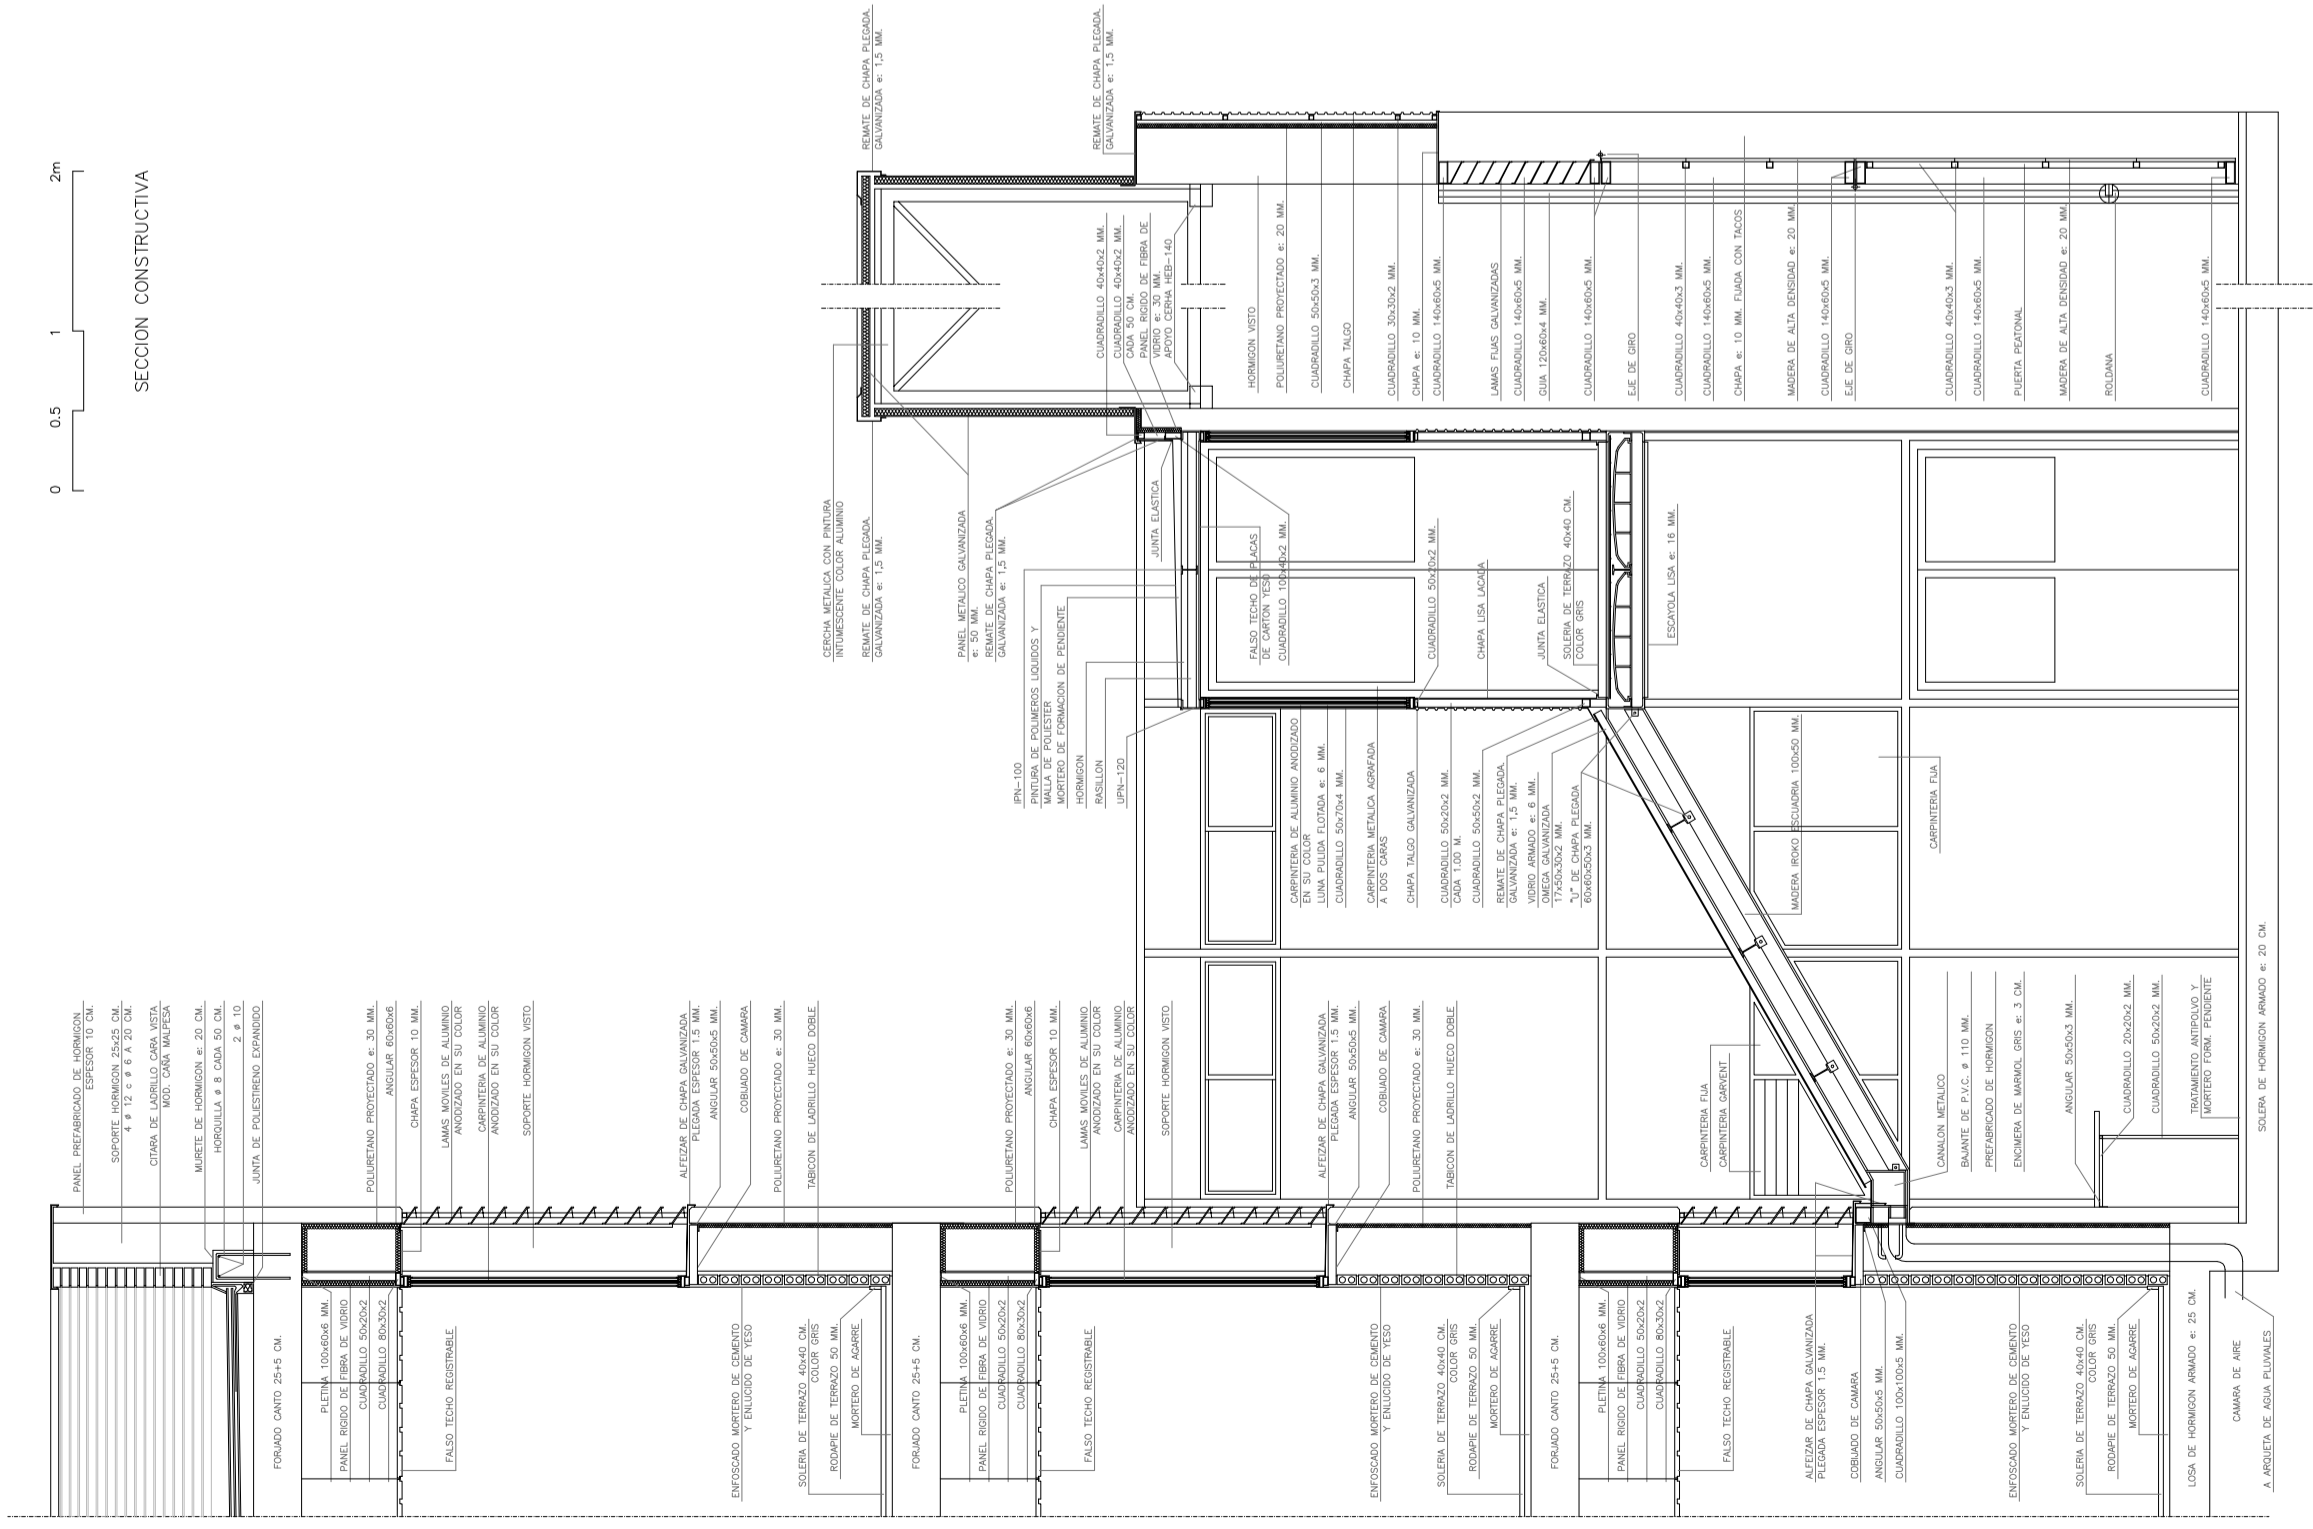 SECCION CONSTRUCTIVA
0
0.5
1
2m
PANEL PREFABRICADO DE HORMIGON
ESPESOR 10 CM.
SOPORTE HORMIGON 25x25 CM.
4 ø 12 c ø 6 A 20 CM.
CITARA DE LADRILLO CARA VISTA
MOD. CAÑA MALPESA
MURETE DE HORMIGON e: 20 CM.
HORQUILLA ø 8 CADA 50 CM.
2 ø 10
JUNTA DE POLIESTIRENO EXPANDIDO
POLIURETANO PROYECTADO e: 30 MM.
ANGULAR 60x60x6
CHAPA ESPESOR 10 MM.
LAMAS MOVILES DE ALUMINIO
ANODIZADO EN SU COLOR
CARPINTERIA DE ALUMINIO
ANODIZADO EN SU COLOR
SOPORTE HORMIGON VISTO
ALFEIZAR DE CHAPA GALVANIZADA
PLEGADA ESPESOR 1.5 MM.
ANGULAR 50x50x5 MM.
COBIJADO DE CAMARA
POLIURETANO PROYECTADO e: 30 MM.
TABICON DE LADRILLO HUECO DOBLE
POLIURETANO PROYECTADO e: 30 MM.
ANGULAR 60x60x6
CHAPA ESPESOR 10 MM.
LAMAS MOVILES DE ALUMINIO
ANODIZADO EN SU COLOR
CARPINTERIA DE ALUMINIO
ANODIZADO EN SU COLOR
SOPORTE HORMIGON VISTO
ALFEIZAR DE CHAPA GALVANIZADA
PLEGADA ESPESOR 1.5 MM.
ANGULAR 50x50x5 MM.
COBIJADO DE CAMARA
POLIURETANO PROYECTADO e: 30 MM.
TABICON DE LADRILLO HUECO DOBLE
FORJADO CANTO 25+5 CM.
PLETINA 100x60x6 MM.
PANEL RIGIDO DE FIBRA DE VIDRIO
CUADRADILLO 50x20x2
CUADRADILLO 80x30x2
FALSO TECHO REGISTRABLE
ENFOSCADO MORTERO DE CEMENTO
Y ENLUCIDO DE YESO
SOLERIA DE TERRAZO 40x40 CM.
COLOR GRIS
RODAPIE DE TERRAZO 50 MM.
MORTERO DE AGARRE
FORJADO CANTO 25+5 CM.
PLETINA 100x60x6 MM.
PANEL RIGIDO DE FIBRA DE VIDRIO
CUADRADILLO 50x20x2
CUADRADILLO 80x30x2
FALSO TECHO REGISTRABLE
ENFOSCADO MORTERO DE CEMENTO
Y ENLUCIDO DE YESO
SOLERIA DE TERRAZO 40x40 CM.
COLOR GRIS
RODAPIE DE TERRAZO 50 MM.
MORTERO DE AGARRE
FORJADO CANTO 25+5 CM.
PLETINA 100x60x6 MM.
PANEL RIGIDO DE FIBRA DE VIDRIO
CUADRADILLO 50x20x2
CUADRADILLO 80x30x2
FALSO TECHO REGISTRABLE
ALFEIZAR DE CHAPA GALVANIZADA
PLEGADA ESPESOR 1.5 MM.
COBIJADO DE CAMARA
ANGULAR 50x50x5 MM.
CUADRADILLO 100x100x5 MM.
ENFOSCADO MORTERO DE CEMENTO
Y ENLUCIDO DE YESO
SOLERIA DE TERRAZO 40x40 CM.
COLOR GRIS
RODAPIE DE TERRAZO 50 MM.
MORTERO DE AGARRE
LOSA DE HORMIGON ARMADO e: 25 CM.
CAMARA DE AIRE
A ARQUETA DE AGUA PLUVIALES
CARPINTERIA FIJA
CARPINTERIA GARVENT
CANALON METALICO
BAJANTE DE P.V.C. ø 110 MM.
PREFABRICADO DE HORMIGON
ENCIMERA DE MARMOL GRIS e: 3 CM.
ANGULAR 50x50x3 MM.
CUADRADILLO 20x20x2 MM.
CUADRADILLO 50x20x2 MM.
TRATAMIENTO ANTIPOLVO Y
MORTERO FORM. PENDIENTE
SOLERA DE HORMIGON ARMADO e: 20 CM.
IPN-100
PINTURA DE POLIMEROS LIQUIDOS Y
MALLA DE POLIESTER
MORTERO DE FORMACION DE PENDIENTE
HORMIGON
RASILLON
UPN-120
CARPINTERIA DE ALUMINIO ANODIZADO
EN SU COLOR
LUNA PULIDA FLOTADA e: 6 MM.
CUADRADILLO 50x70x4 MM.
CARPINTERIA METALICA AGRAFADA
A DOS CARAS
CHAPA TALGO GALVANIZADA
CUADRADILLO 50x20x2 MM.
CADA 1.00 M.
CUADRADILLO 50x50x2 MM.
REMATE DE CHAPA PLEGADA.
GALVANIZADA e: 1,5 MM.
VIDRIO ARMADO e: 6 MM.
OMEGA GALVANIZADA
17x50x30x2 MM.
"U" DE CHAPA PLEGADA
60x60x50x3 MM.
MADERA IROKO ESCUADRIA 100x50 MM.
CARPINTERIA FIJA
CERCHA METALICA CON PINTURA
INTUMESCENTE COLOR ALUMINIO
REMATE DE CHAPA PLEGADA.
GALVANIZADA e: 1,5 MM.
PANEL METALICO GALVANIZADA
e: 50 MM.
REMATE DE CHAPA PLEGADA.
GALVANIZADA e: 1,5 MM.
JUNTA ELASTICA
FALSO TECHO DE PLACAS
DE CARTON YESO
CUADRADILLO 100x40x2 MM.
CUADRADILLO 50x20x2 MM.
CHAPA LISA LACADA
JUNTA ELASTICA
SOLERIA DE TERRAZO 40x40 CM.
COLOR GRIS
ESCAYOLA LISA e: 16 MM.
REMATE DE CHAPA PLEGADA.
GALVANIZADA e: 1,5 MM.
REMATE DE CHAPA PLEGADA.
GALVANIZADA e: 1,5 MM.
CUADRADILLO 40x40x2 MM.
CUADRADILLO 40x40x2 MM.
CADA 50 CM.
PANEL RIGIDO DE FIBRA DE
VIDRIO e: 30 MM.
APOYO CERHA HEB-140
HORMIGON VISTO
POLIURETANO PROYECTADO e: 20 MM.
CUADRADILLO 50x50x3 MM.
CHAPA TALGO
CUADRADILLO 30x30x2 MM.
CHAPA e: 10 MM.
CUADRADILLO 140x60x5 MM.
LAMAS FIJAS GALVANIZADAS
CUADRADILLO 140x60x5 MM.
GUIA 120x60x4 MM.
CUADRADILLO 140x60x5 MM.
EJE DE GIRO
CUADRADILLO 40x40x3 MM.
CUADRADILLO 140x60x5 MM.
CHAPA e: 10 MM. FIJADA CON TACOS
MADERA DE ALTA DENSIDAD e: 20 MM.
CUADRADILLO 140x60x5 MM.
EJE DE GIRO
CUADRADILLO 40x40x3 MM.
CUADRADILLO 140x60x5 MM.
PUERTA PEATONAL
MADERA DE ALTA DENSIDAD e: 20 MM.
ROLDANA
CUADRADILLO 140x60x5 MM.